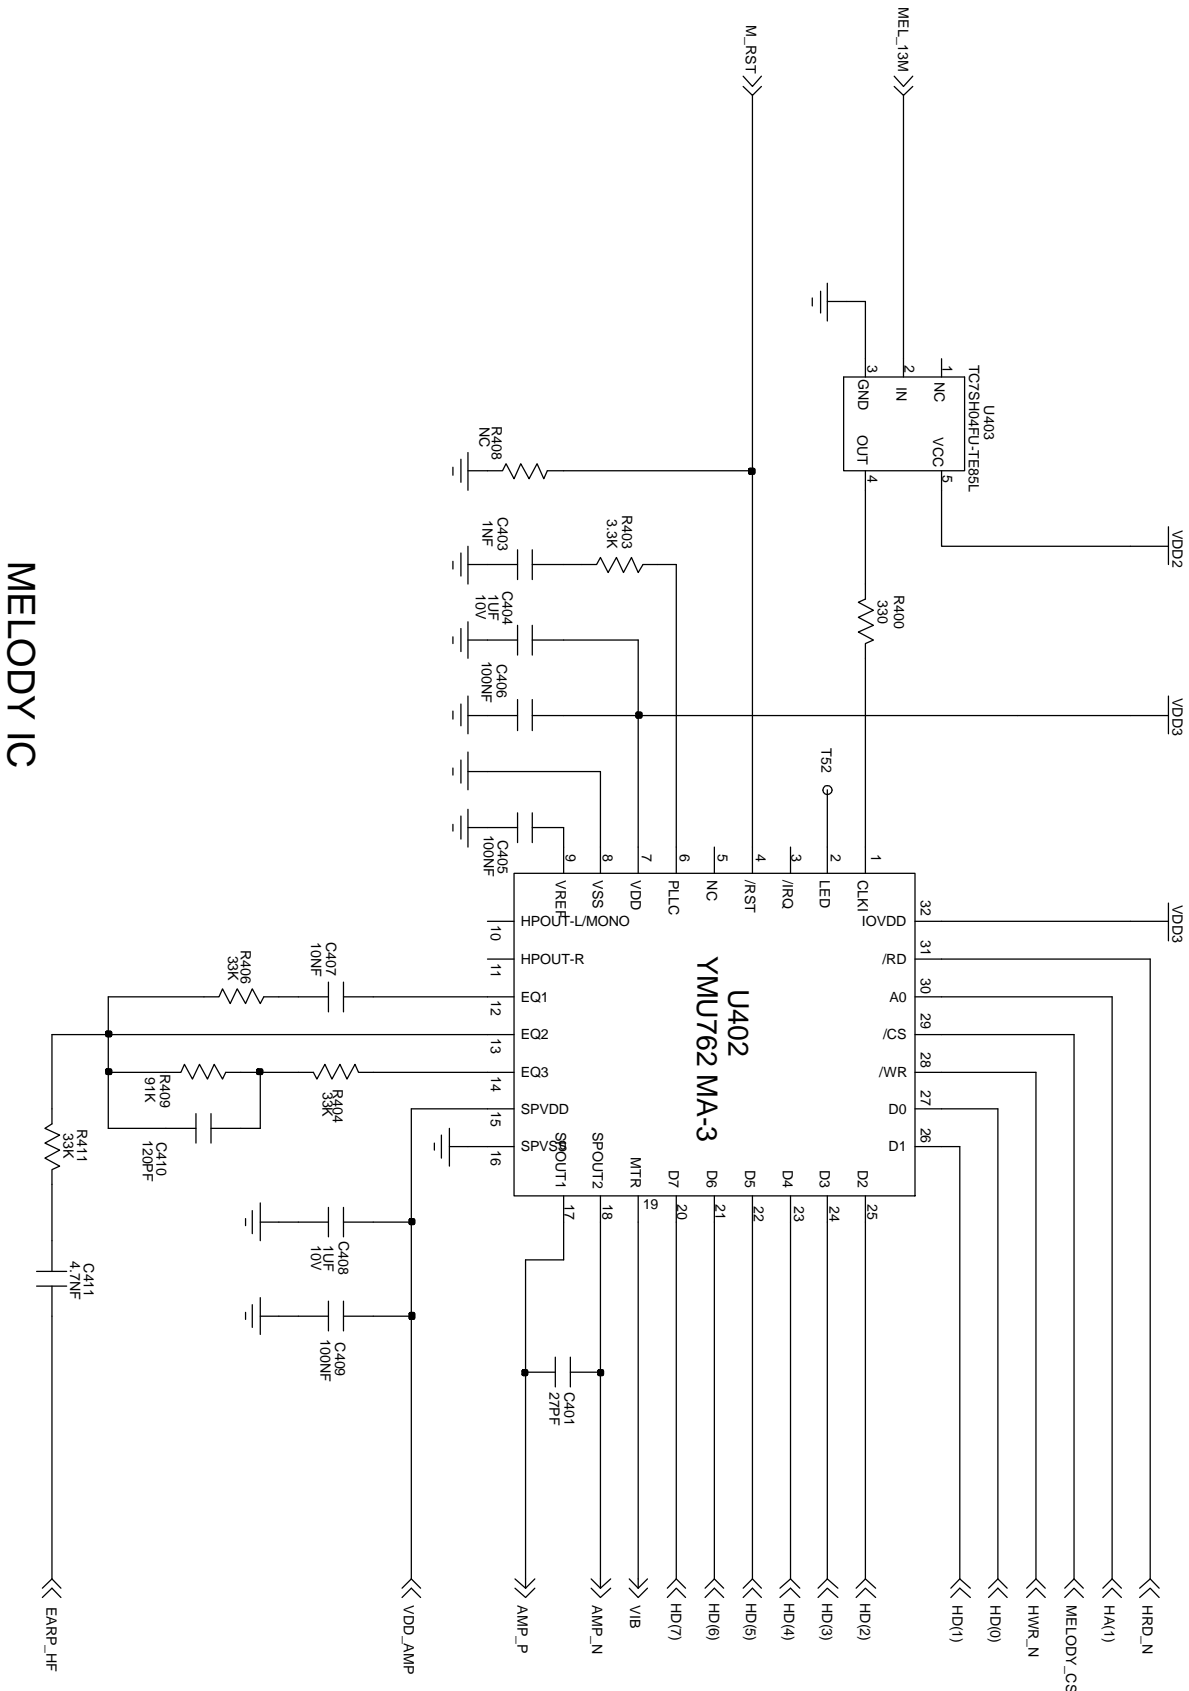 MELODY IC
M_RST
MEL_13M
U403
TC7SH04FU-TE85L
1
NC
2
IN
3
GND
VCC
5
OUT
4
VDD2
R408
NC
C403
1NF
R403
3.3K
R400
330
C404
1UF
10V
C406
100NF
VDD3
T52
C405
100NF
VDD3
U402
YMU762 MA-3
1
CLKI
2
LED
3
/IRQ
4
/RST
5
NC
6
PLLC
7
VDD
8
VSS
9
VREF
10
HPOUT-L/MONO
11
HPOUT-R
12
EQ1
13
EQ2
14
EQ3
15
SPVDD
16
SPVSS
17
SPOUT1
18
SPOUT2
19
MTR
20
D7
21
D6
22
D5
23
D4
24
D3
25
D2
26
D1
27
D0
28
/WR
29
/CS
30
A0
31
/RD
32
IOVDD
C407
10NF
R406
33K
R409
91K
R404
33K
C410
120PF
R411
33K
C411
4.7NF
C408
1UF
10V
C409
100NF
C401
27PF
EARP_HF
VDD_AMP
AMP_P
AMP_N
VIB
HD(7)
HD(6)
HD(5)
HD(4)
HD(3)
HD(2)
HD(1)
HD(0)
HWR_N
MELODY_CS
HA(1)
HRD_N